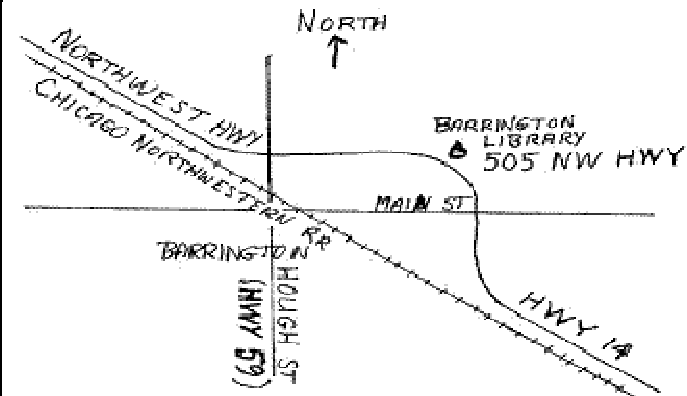 NORTH
NORTHWEST HWY
CHICAGO NORTHWESTERN RR
BARRINGTON
LIBRARY
505 NW HWY
MAIN ST
BARRINGTON
HOUGH ST
(HWY 59)
HWY 14